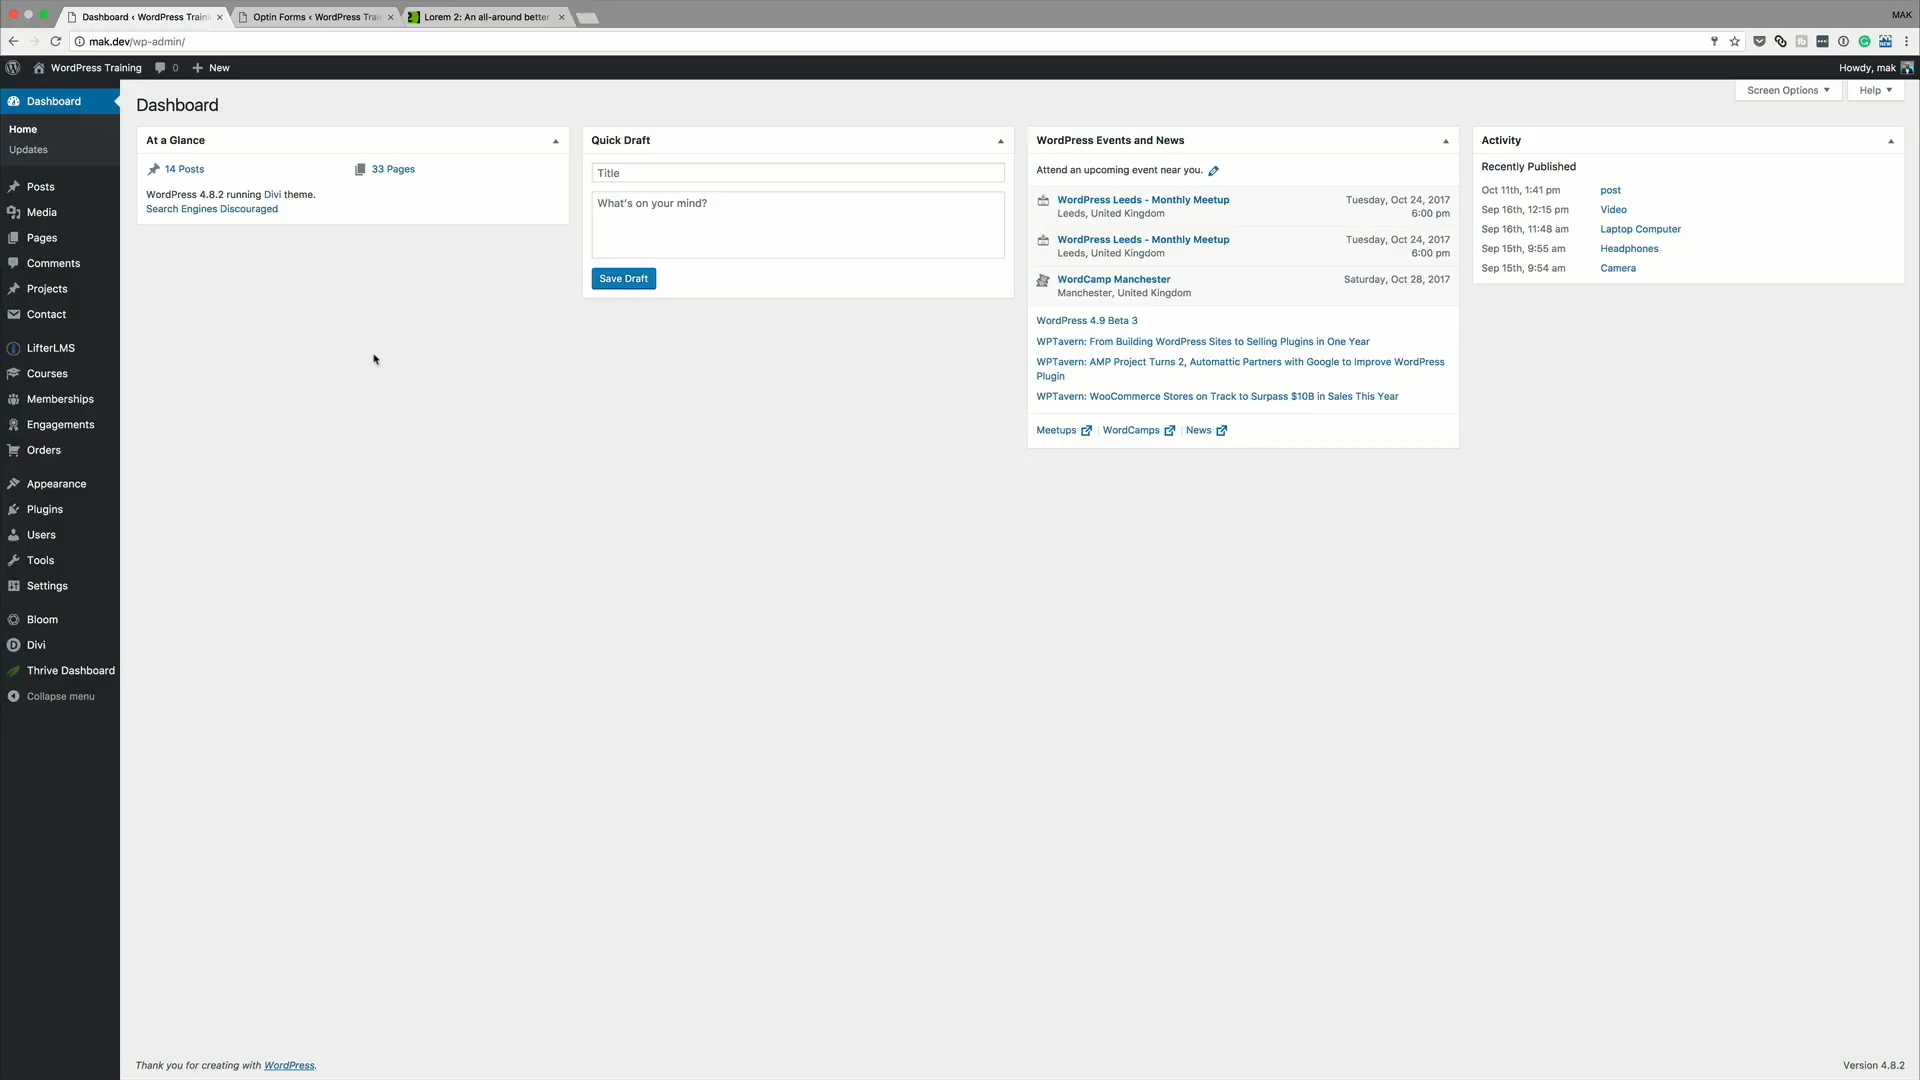 Dashboard ‹ WordPress Traini
Optin Forms ‹ WordPress Trai
Lorem 2: An all-around better
MAK
mak.dev/wp-admin/
WordPress Training
0
New
Howdy, mak
Dashboard
Home
Updates
Posts
Media
Pages
Comments
Projects
Contact
LifterLMS
Courses
Memberships
Engagements
Orders
Appearance
Plugins
Users
Tools
Settings
Bloom
Divi
Thrive Dashboard
Collapse menu
Dashboard
Screen Options
Help
At a Glance
14 Posts
33 Pages
WordPress 4.8.2 running Divi theme.
Search Engines Discouraged
Quick Draft
Title
What's on your mind?
Save Draft
WordPress Events and News
Attend an upcoming event near you.
WordPress Leeds - Monthly Meetup
Tuesday, Oct 24, 2017
Leeds, United Kingdom
6:00 pm
WordPress Leeds - Monthly Meetup
Tuesday, Oct 24, 2017
Leeds, United Kingdom
6:00 pm
WordCamp Manchester
Saturday, Oct 28, 2017
Manchester, United Kingdom
WordPress 4.9 Beta 3
WPTavern: From Building WordPress Sites to Selling Plugins in One Year
WPTavern: AMP Project Turns 2, Automattic Partners with Google to Improve WordPress
Plugin
WPTavern: WooCommerce Stores on Track to Surpass $10B in Sales This Year
Meetups | WordCamps | News
Activity
Recently Published
Oct 11th, 1:41 pm post
Sep 16th, 12:15 pm Video
Sep 16th, 11:48 am Laptop Computer
Sep 15th, 9:55 am Headphones
Sep 15th, 9:54 am Camera
Thank you for creating with WordPress.
Version 4.8.2